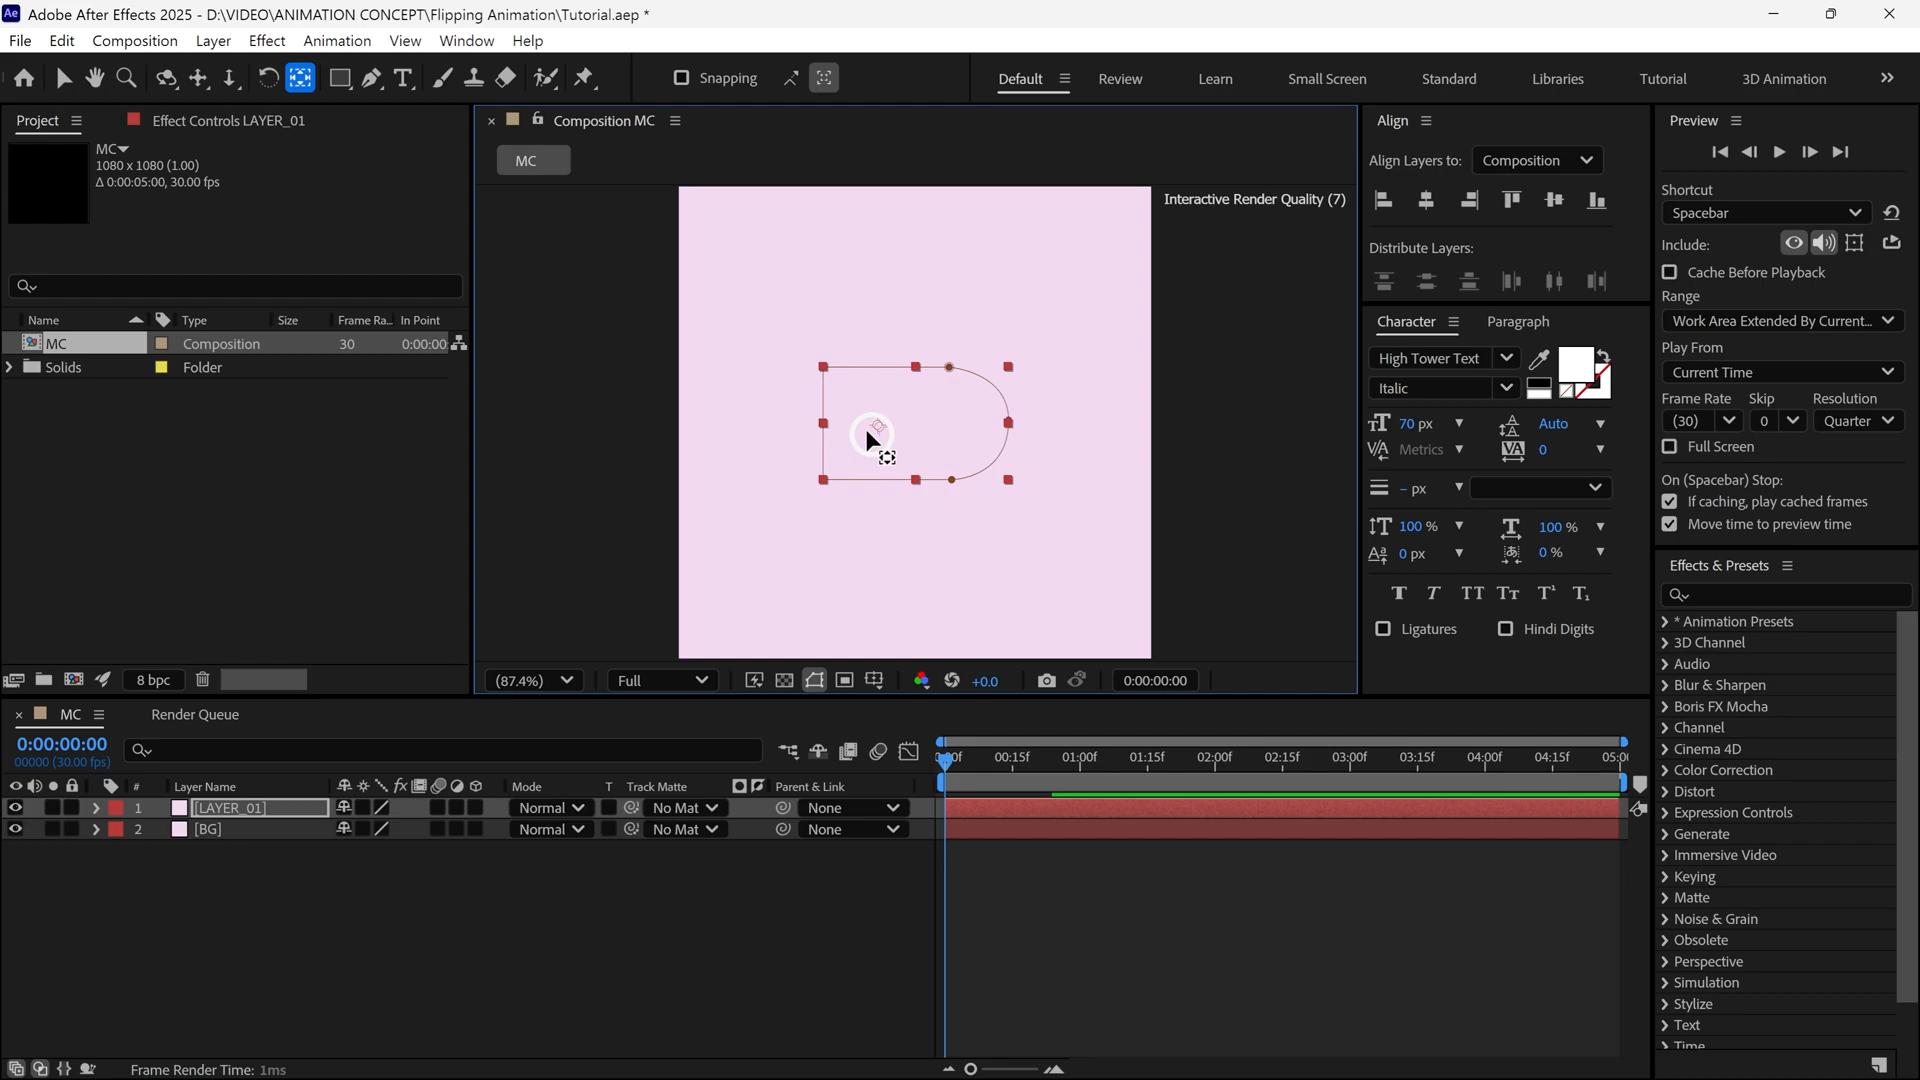 Adobe After Effects 2025 - D:\VIDEO\ANIMATION CONCEPT\Flipping Animation\Tutorial.aep *
File Edit Composition Layer Effect Animation View Window Help
Snapping
Default Review Learn Small Screen Standard Libraries Tutorial 3D Animation
Project
Effect Controls LAYER_01
MC
1080 x 1080 (1.00)
Δ 0:00:05:00, 30.00 fps
Name Type Size Frame Ra... In Point
MC Composition 30 0:00:00
Solids Folder
8 bpc
Composition MC
MC
Interactive Render Quality (7)
(87.4%) Full +0.0 0:00:00:00
Align
Align Layers to: Composition
Distribute Layers:
Character Paragraph
High Tower Text
Italic
70 px Auto
Metrics 0
- px
100 % 100 %
0 px 0 %
Ligatures Hindi Digits
Preview
Shortcut
Spacebar
Include:
Cache Before Playback
Range
Work Area Extended By Current...
Play From
Current Time
Frame Rate Skip Resolution
(30) 0 Quarter
Full Screen
On (Spacebar) Stop:
If caching, play cached frames
Move time to preview time
Effects & Presets
* Animation Presets
3D Channel
Audio
Blur & Sharpen
Boris FX Mocha
Channel
Cinema 4D
Color Correction
Distort
Expression Controls
Generate
Immersive Video
Keying
Matte
Noise & Grain
Obsolete
Perspective
Simulation
Stylize
Text
Time
MC Render Queue
0:00:00:00
00000 (30.00 fps)
# Layer Name Mode T Track Matte Parent & Link
1 [LAYER_01] Normal No Mat None
2 [BG] Normal No Mat None
00:15f 01:00f 01:15f 02:00f 02:15f 03:00f 03:15f 04:00f 04:15f
Frame Render Time: 1ms